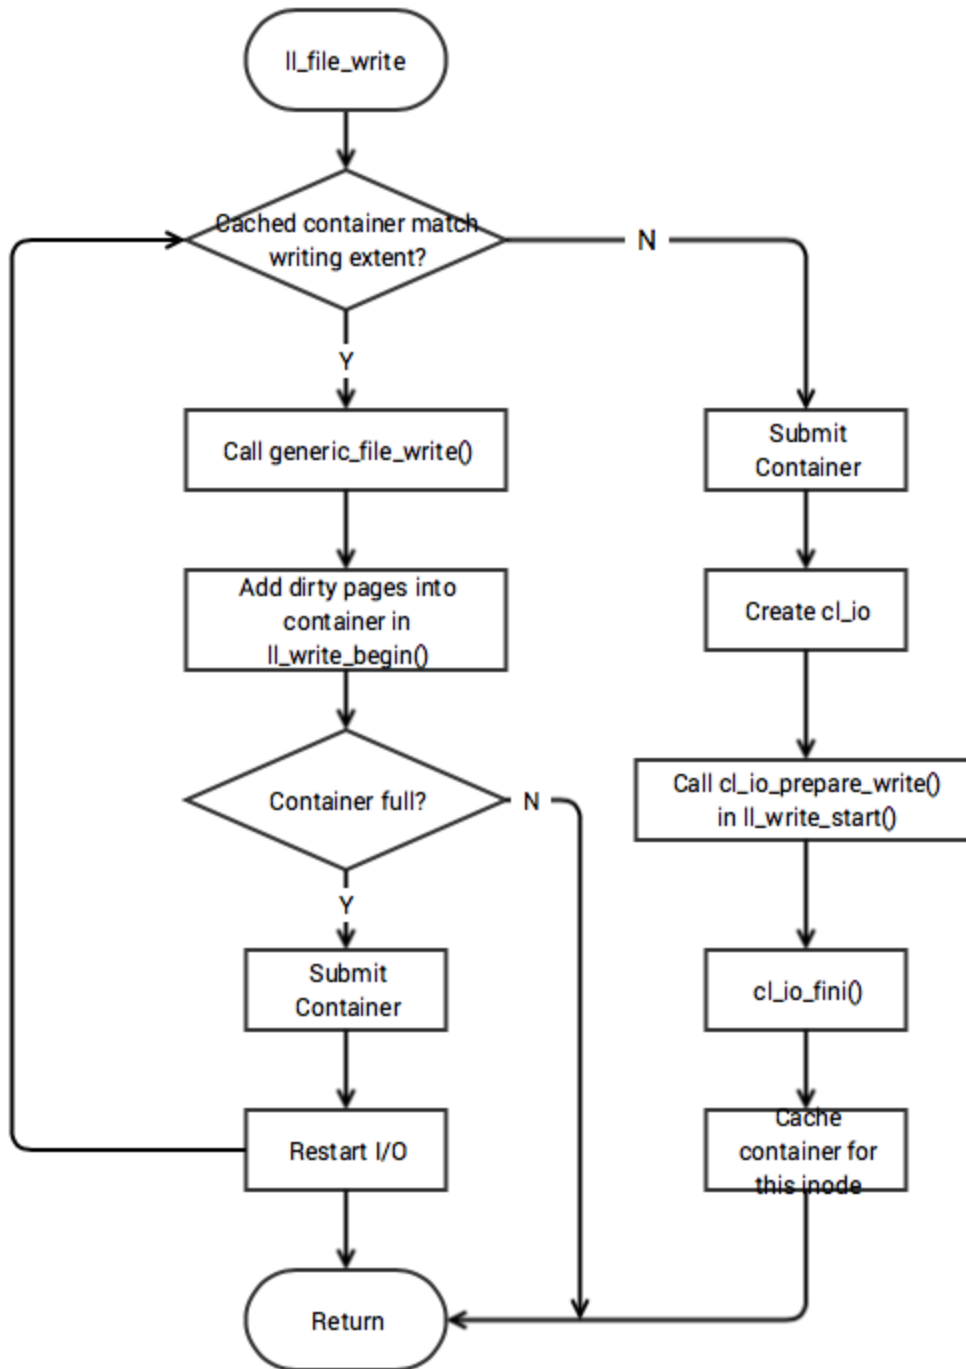 ll_file_write
Cached container match
writing extent?
N
Y
Call generic_file_write()
Submit
Container
Add dirty pages into
container in
ll_write_begin()
Create cl_io
Container full?
N
Call cl_io_prepare_write()
in ll_write_start()
Y
Submit
Container
cl_io_fini()
Restart I/O
Cache
container for
this inode
Return